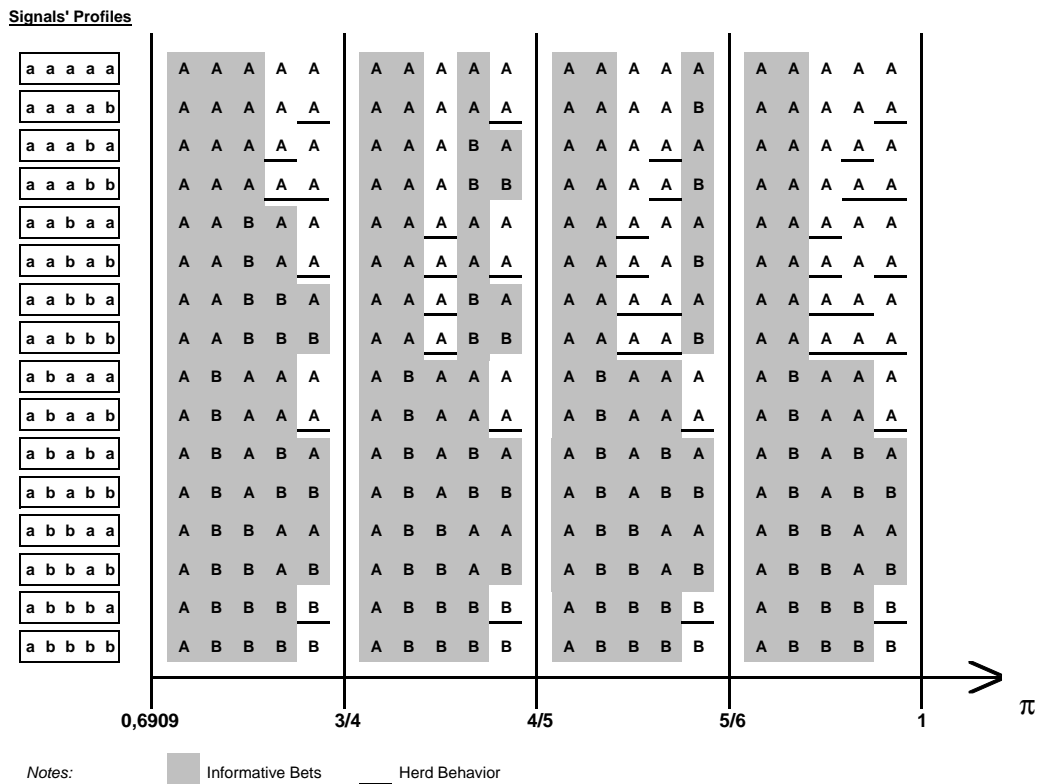 Signals' Profiles
a a a a a A A A A A A A A A A A A A A A A A A A A
a a a a b A A A A A A A A A A A A A A B A A A A A
a a a b a A A A A A A A A B A A A A A A A A A A A
a a a b b A A A A A A A A B B A A A A B A A A A A
a a b a a A A B A A A A A A A A A A A A A A A A A
a a b a b A A B A A A A A A A A A A A B A A A A A
a a b b a A A B B A A A A B A A A A A A A A A A A
a a b b b A A B B B A A A B B A A A A B A A A A A
a b a a a A B A A A A B A A A A B A A A A B A A A
a b a a b A B A A A A B A A A A B A A A A B A A A
a b a b a A B A B A A B A B A A B A B A A B A B A
a b a b b A B A B B A B A B B A B A B B A B A B B
a b b a a A B B A A A B B A A A B B A A A B B A A
a b b a b A B B A B A B B A B A B B A B A B B A B
a b b b a A B B B B A B B B B A B B B B A B B B B
a b b b b A B B B B A B B B B A B B B B A B B B B
0,6909 3/4 4/5 5/6 1 π
Notes: Informative Bets Herd Behavior